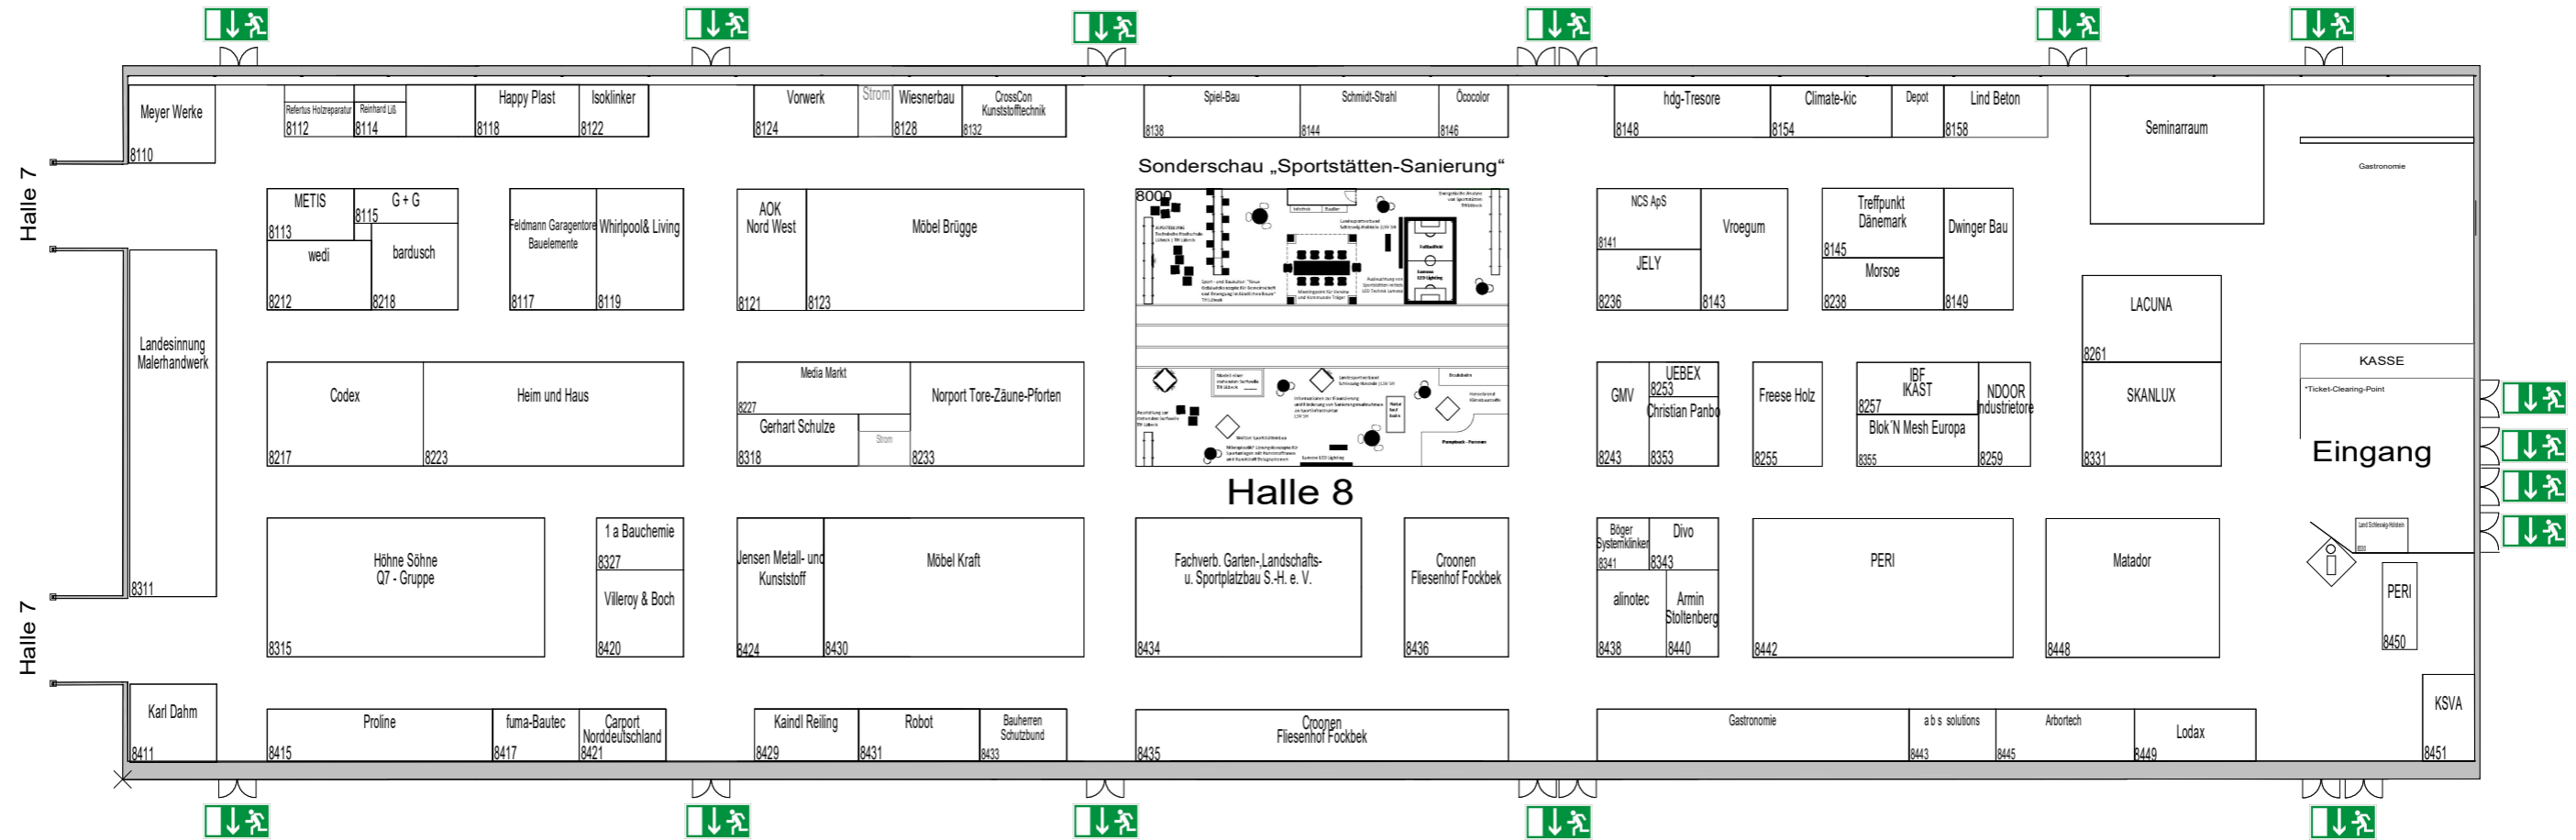 Meyer Werke
8110
Refertus Holzreparatur
8112
Reinhard Liß
8114
Happy Plast
8118
Isoklinker
8122
Vorwerk
8124
Strom
Wiesnerbau
8128
CrossCon
Kunststofftechnik
8132
Spiel-Bau
8138
Schmidt-Strahl
8144
Öcocolor
8146
hdg-Tresore
8148
Climate-kic
8154
Depot
Lind Beton
8158
Seminarraum
Gastronomie
Halle 7
Sonderschau „Sportstätten-Sanierung“
METIS
8113
G + G
8115
wedi
8212
bardusch
8218
Feldmann Garagentore
Bauelemente
8117
Whirlpool& Living
8119
AOK
Nord West
8121
Möbel Brügge
8123
8000
NCS ApS
8141
JELY
8236
Vroegum
8143
Treffpunkt
Dänemark
8145
Morsoe
8238
Dwinger Bau
8149
LACUNA
8261
Landesinnung
Malerhandwerk
8311
Codex
8217
Heim und Haus
8223
Media Markt
8227
Gerhart Schulze
8318
Strom
Norport Tore-Zäune-Pforten
8233
GMV
8243
UEBEX
8253
Christian Panbo
8353
Freese Holz
8255
IBF
IKAST
8257
Blok´N Mesh Europa
8355
NDOOR
Industrietore
8259
SKANLUX
8331
KASSE
*Ticket-Clearing-Point
Eingang
Halle 8
Halle 7
Höhne Söhne
Q7 - Gruppe
8315
1 a Bauchemie
8327
Villeroy & Boch
8420
Jensen Metall- und
Kunststoff
8424
Möbel Kraft
8430
Fachverb. Garten-,Landschafts-
u. Sportplatzbau S.-H. e. V.
8434
Croonen
Fliesenhof Fockbek
8436
Böger
Systemklinker
8341
Divo
8343
alinotec
8438
Armin
Stoltenberg
8440
PERI
8442
Matador
8448
Land Schleswig-Holstein
PERI
8450
Karl Dahm
8411
Proline
8415
fuma-Bautec
8417
Carport
Norddeutschland
8421
Kaindl Reiling
8429
Robot
8431
Bauherren
Schutzbund
8433
Croonen
Fliesenhof Fockbek
8435
Gastronomie
a b s solutions
8443
Arbortech
8445
Lodax
8449
KSVA
8451